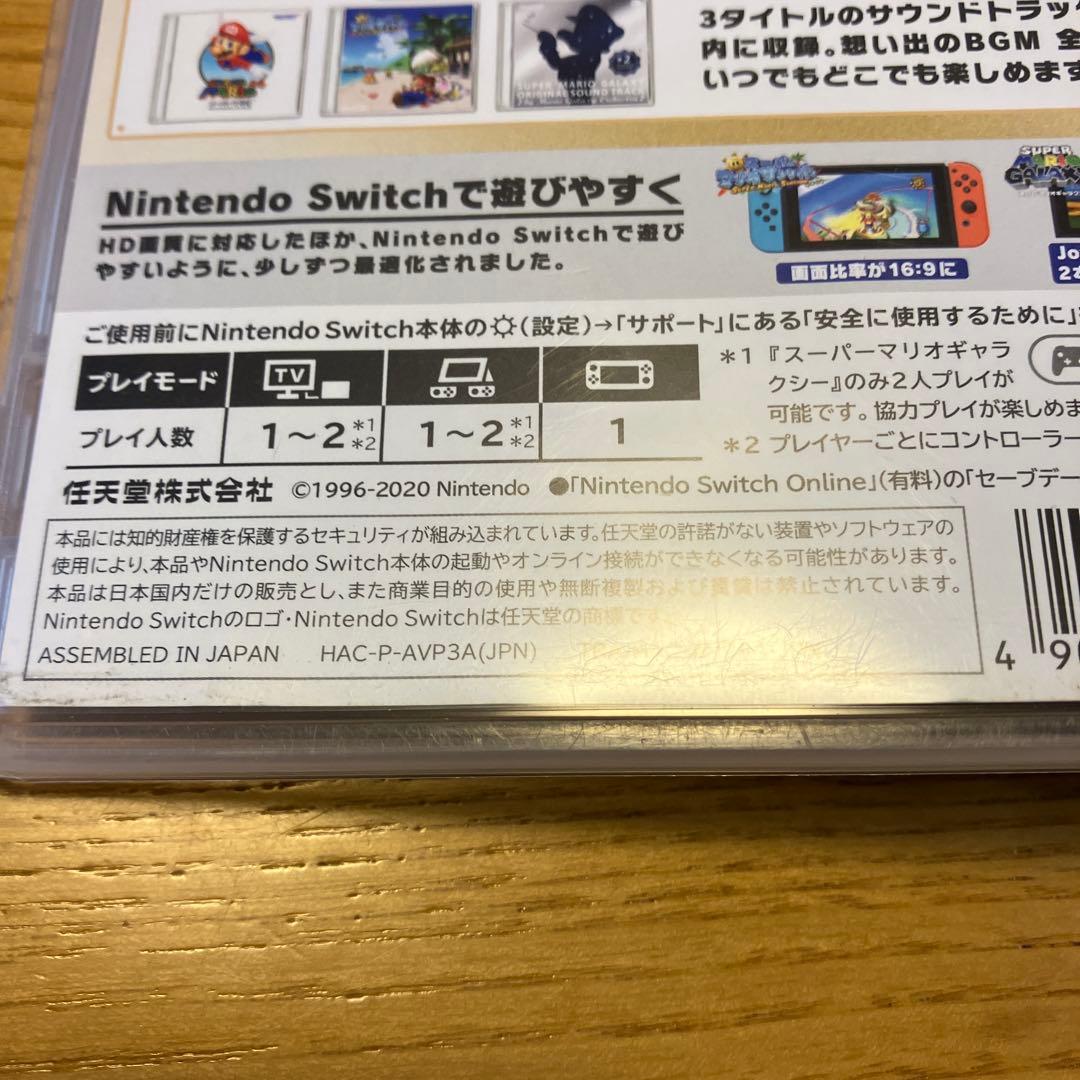 3タイトルのサウンドトラック
内に収録。想い出のBGM 全
いつでもどこでも楽しめます
SUPER MARIO GALAXY
ORIGINAL SOUND TRACK
Nintendo Switchで遊びやすく
HD画質に対応したほか、Nintendo Switchで遊び
やすいように、少しずつ最適化されました。
画面比率が16:9に
SUPER
MARIO
GALAXY
Jo
2本
ご使用前にNintendo Switch本体の(設定)→「サポート」にある「安全に使用するために」
プレイモード TV
プレイ人数 1～2 *1 *2 1～2 *1 *2 1
*1 『スーパーマリオギャラ
クシー』のみ2人プレイが
可能です。協力プレイが楽しめま
*2 プレイヤーごとにコントローラー
任天堂株式会社 ©1996-2020 Nintendo ●「Nintendo Switch Online」(有料)の「セーブデー
本品には知的財産権を保護するセキュリティが組み込まれています。任天堂の許諾がない装置やソフトウェアの
使用により、本品やNintendo Switch本体の起動やオンライン接続ができなくなる可能性があります。
本品は日本国内だけの販売とし、また商業目的の使用や無断複製および賃貸は禁止されています。
Nintendo Switchのロゴ・Nintendo Switchは任天堂の商標です。
ASSEMBLED IN JAPAN HAC-P-AVP3A(JPN)
4 90